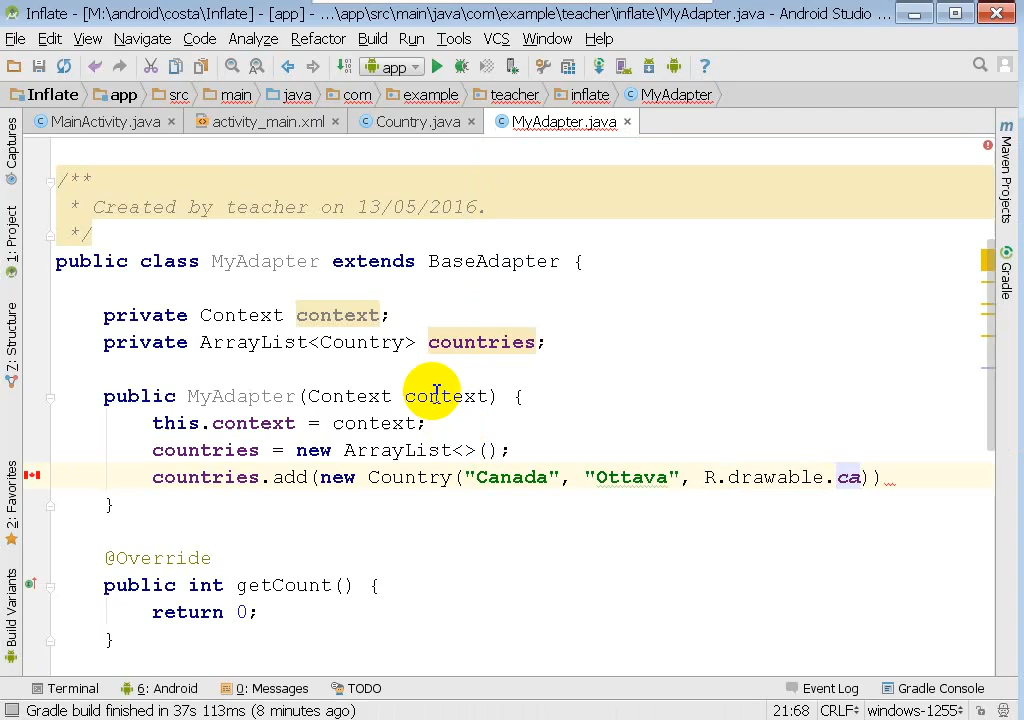 Inflate - [M:\android\costa\Inflate] - [app] - ...\app\src\main\java\com\example\teacher\inflate\MyAdapter.java - Android Studio ...
File Edit View Navigate Code Analyze Refactor Build Run Tools VCS Window Help
app
Inflate app src main java com example teacher inflate MyAdapter
MainActivity.java activity_main.xml Country.java MyAdapter.java
Captures
1: Project
7: Structure
2: Favorites
Build Variants
/**
* Created by teacher on 13/05/2016.
*/
public class MyAdapter extends BaseAdapter {
private Context context;
private ArrayList<Country> countries;
public MyAdapter(Context context) {
this.context = context;
countries = new ArrayList<>();
countries.add(new Country("Canada", "Ottava", R.drawable.ca))
}
@Override
public int getCount() {
return 0;
}
Maven Projects
Gradle
Terminal 6: Android 0: Messages TODO Event Log Gradle Console
Gradle build finished in 37s 113ms (8 minutes ago) 21:68 CRLF windows-1255